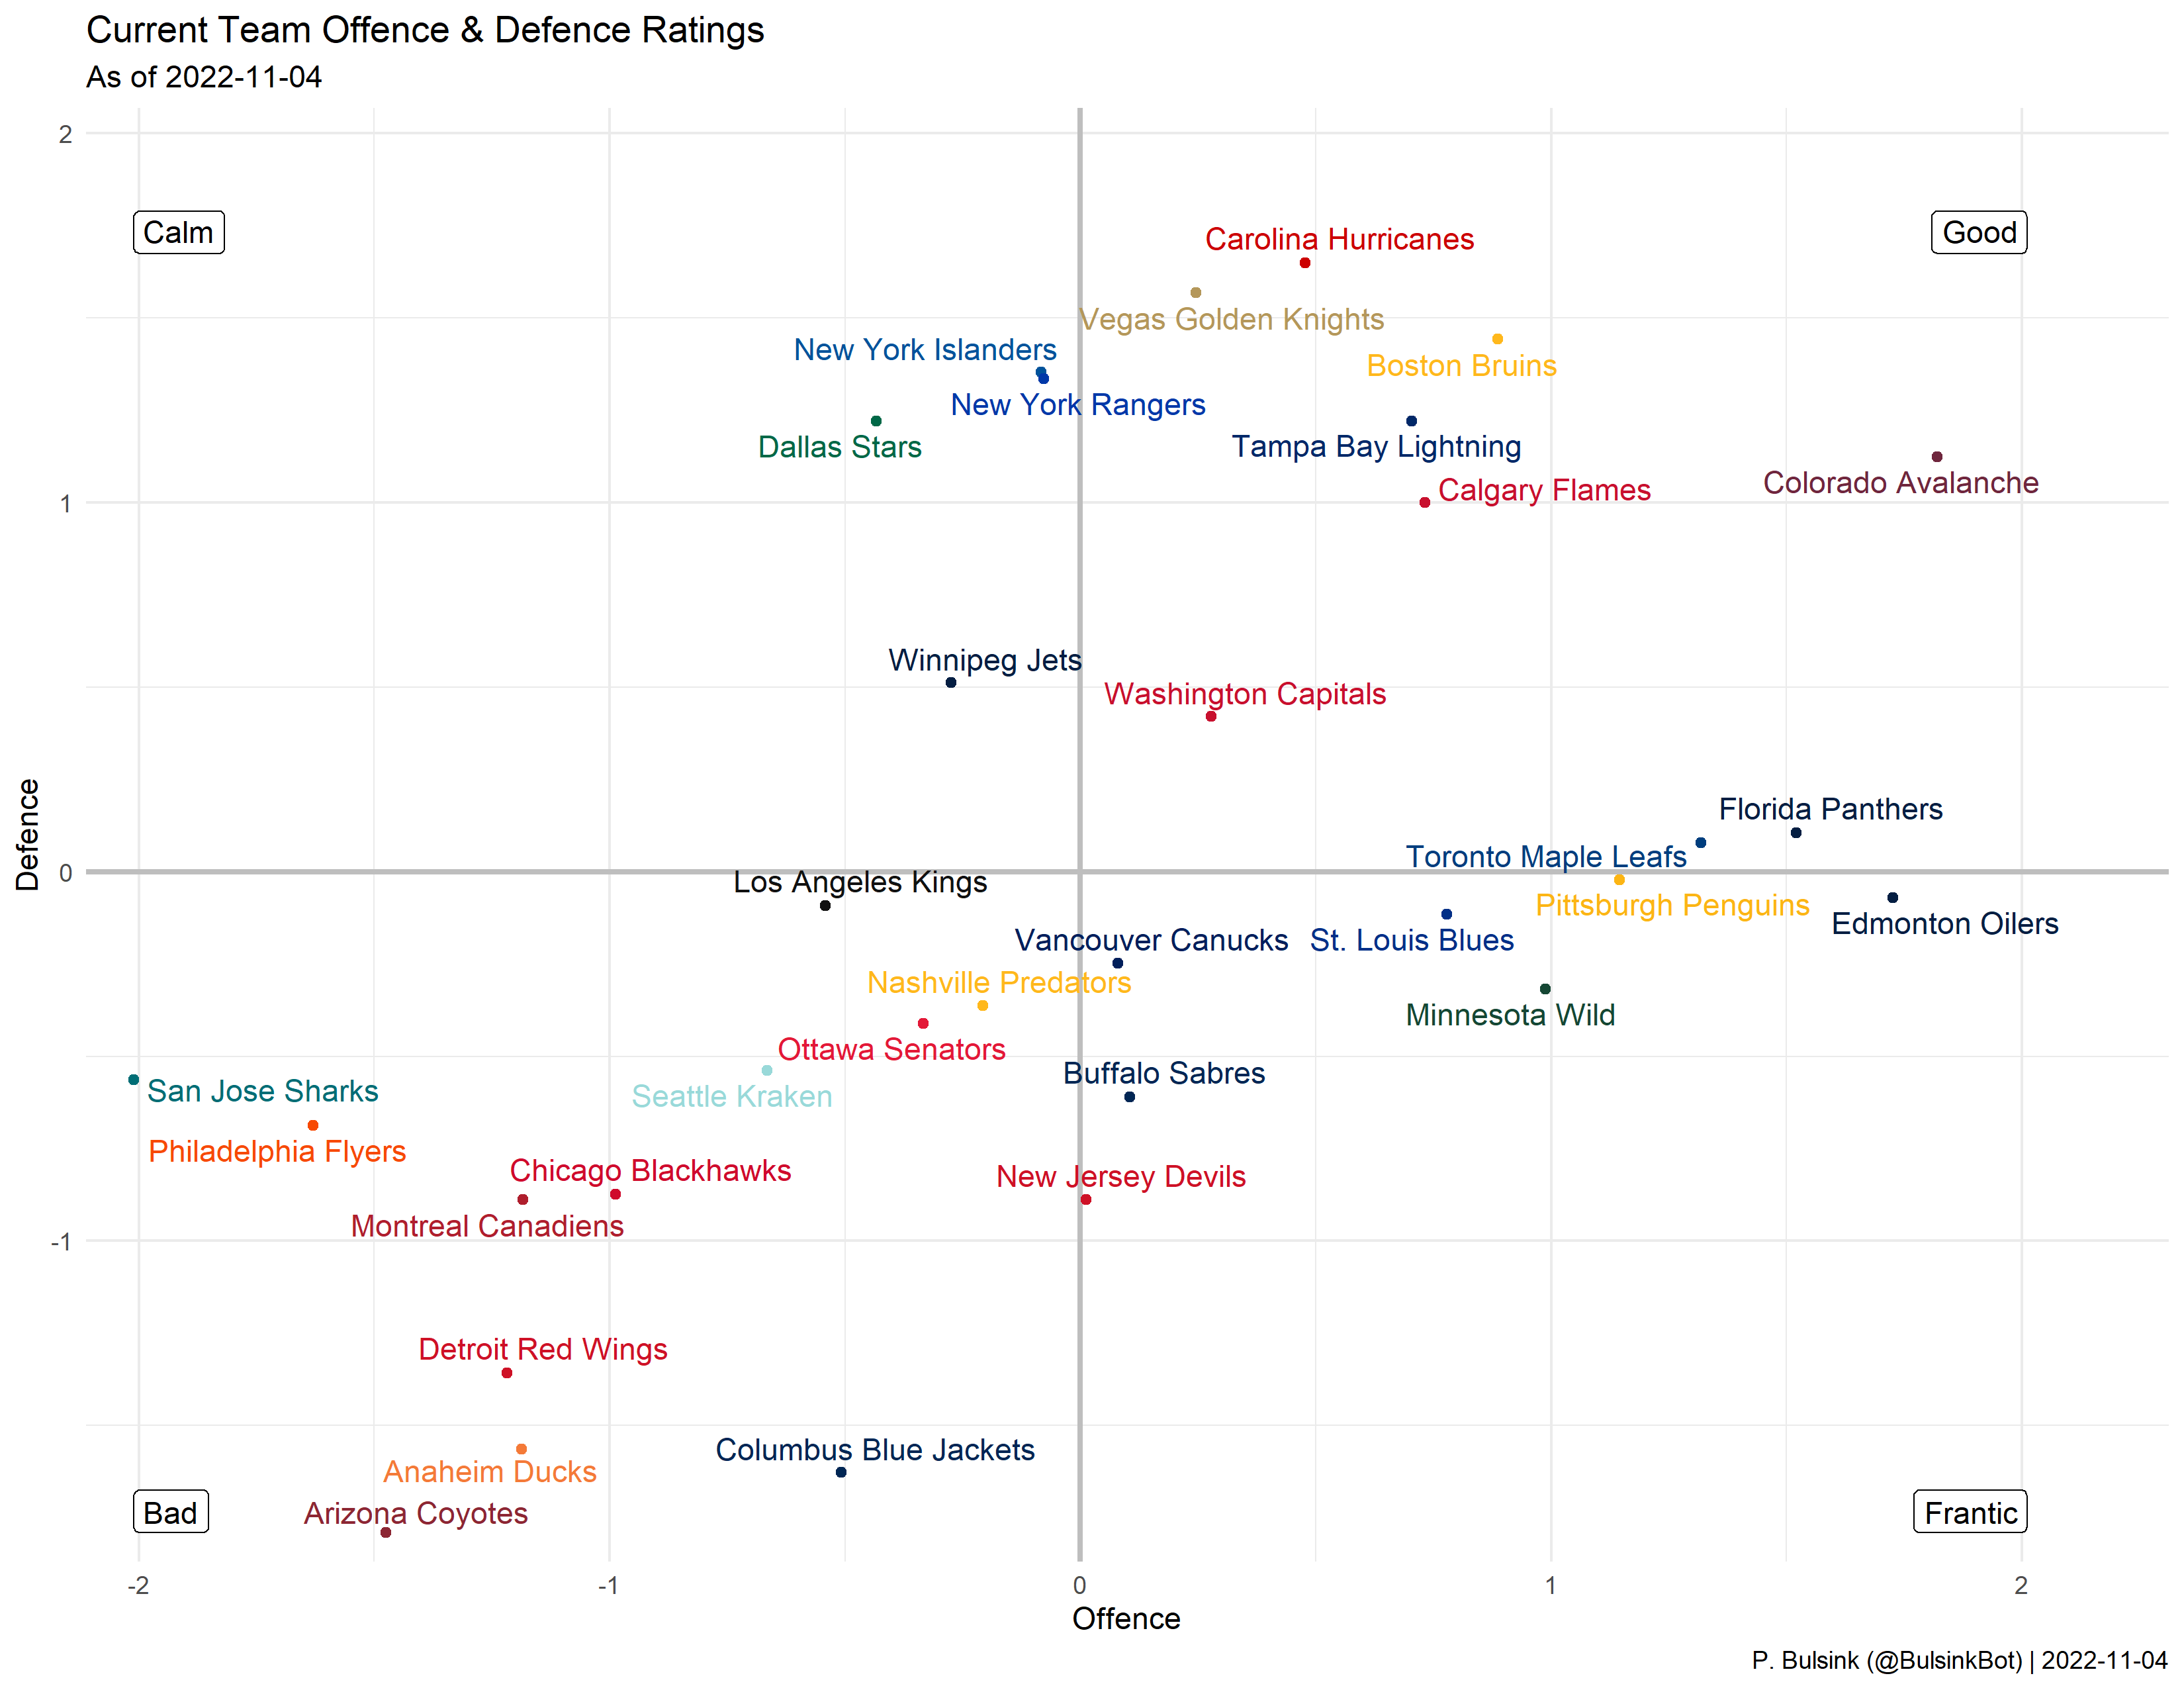 Current Team Offence & Defence Ratings
As of 2022-11-04
2
Calm
Good
Carolina Hurricanes
Vegas Golden Knights
New York Islanders
Boston Bruins
New York Rangers
Dallas Stars
Tampa Bay Lightning
Colorado Avalanche
Calgary Flames
1
Winnipeg Jets
Washington Capitals
Florida Panthers
Defence
Toronto Maple Leafs
0
Los Angeles Kings
Pittsburgh Penguins
Edmonton Oilers
Vancouver Canucks
St. Louis Blues
Nashville Predators
Minnesota Wild
Ottawa Senators
Buffalo Sabres
San Jose Sharks
Seattle Kraken
Philadelphia Flyers
Chicago Blackhawks
New Jersey Devils
Montreal Canadiens
-1
Detroit Red Wings
Columbus Blue Jackets
Anaheim Ducks
Bad
Arizona Coyotes
Frantic
-2
-1
0
1
2
Offence
P. Bulsink (@BulsinkBot) | 2022-11-04